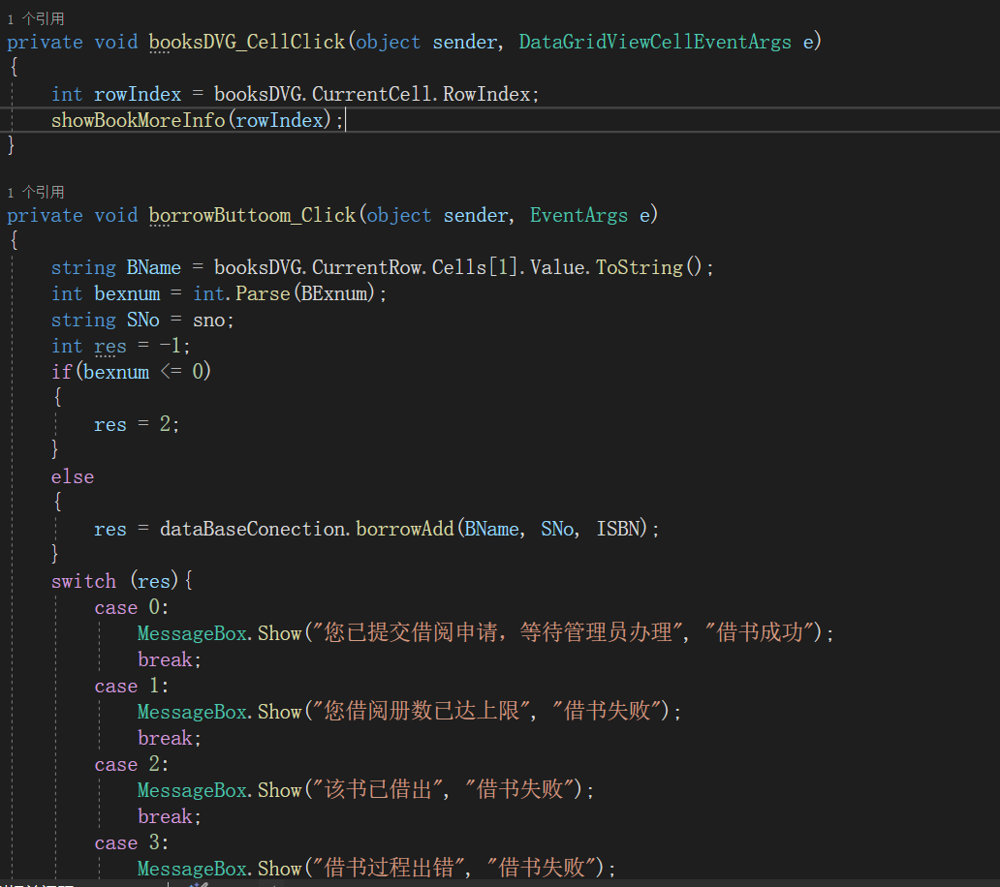 1 个引用
private void booksDVG_CellClick(object sender, DataGridViewCellEventArgs e)
{
int rowIndex = booksDVG.CurrentCell.RowIndex;
showBookMoreInfo(rowIndex);
}
1 个引用
private void borrowButtoom_Click(object sender, EventArgs e)
{
string BName = booksDVG.CurrentRow.Cells[1].Value.ToString();
int bexnum = int.Parse(BExnum);
string SNo = sno;
int res = -1;
if(bexnum <= 0)
{
res = 2;
}
else
{
res = dataBaseConection.borrowAdd(BName, SNo, ISBN);
}
switch (res){
case 0:
MessageBox.Show("您已提交借阅申请，等待管理员办理", "借书成功");
break;
case 1:
MessageBox.Show("您借阅册数已达上限", "借书失败");
break;
case 2:
MessageBox.Show("该书已借出", "借书失败");
break;
case 3:
MessageBox.Show("借书过程出错", "借书失败");